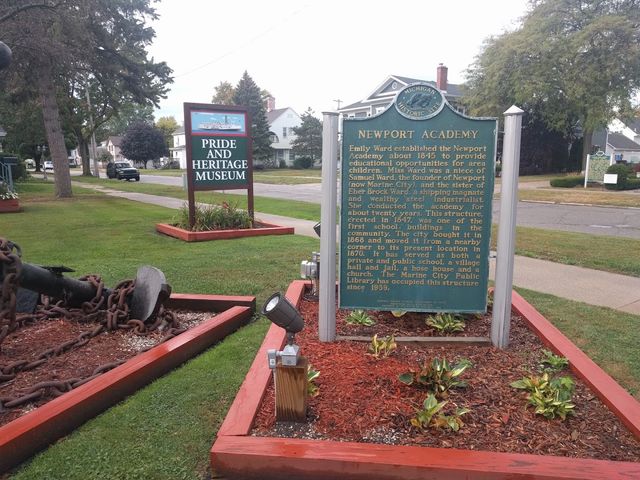 PRIDE
AND
HERITAGE
MUSEUM
MICHIGAN
HISTORIC SITE
NEWPORT ACADEMY
Emily Ward established the Newport
Academy about 1845 to provide
educational opportunities for area
children. Miss Ward was a niece of
Samuel Ward, the founder of Newport
(now Marine City), and the sister of
Eber Brock Ward, a shipping magnate
and wealthy steel industrialist.
She conducted the academy for
about twenty years. This structure,
erected in 1847, was one of the
first school buildings in the
community. The city bought it in
1868 and moved it from a nearby
corner to its present location in
1870. It has served as both a
private and public school, a village
hall and jail, a hose house and a
church. The Marine City Public
Library has occupied this structure
since 1939.